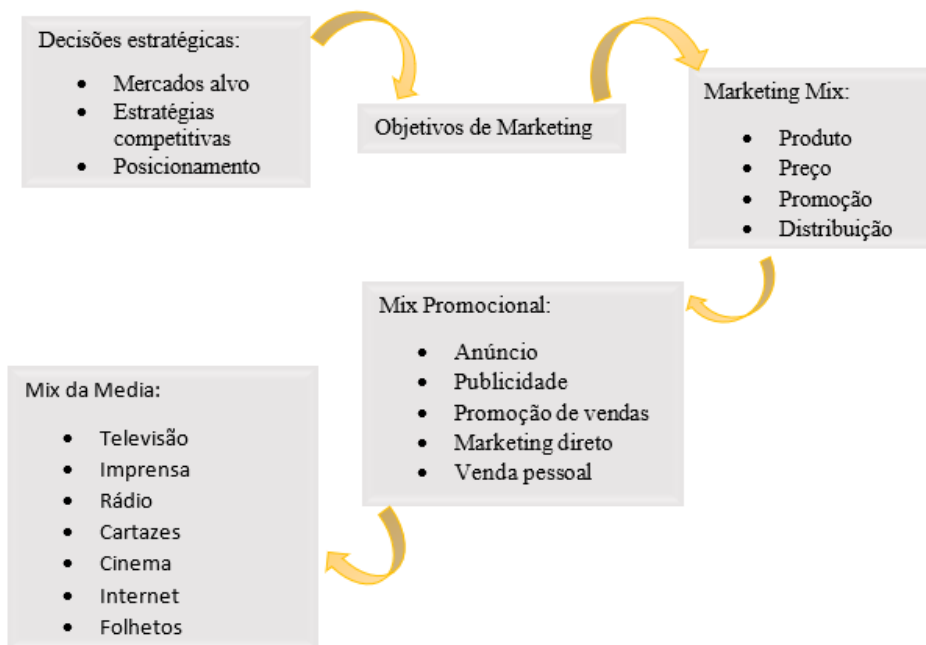 Decisões estratégicas:
• Mercados alvo
• Estratégias
competitivas
• Posicionamento
Objetivos de Marketing
Marketing Mix:
• Produto
• Preço
• Promoção
• Distribuição
Mix Promocional:
• Anúncio
• Publicidade
• Promoção de vendas
• Marketing direto
• Venda pessoal
Mix da Media:
• Televisão
• Imprensa
• Rádio
• Cartazes
• Cinema
• Internet
• Folhetos